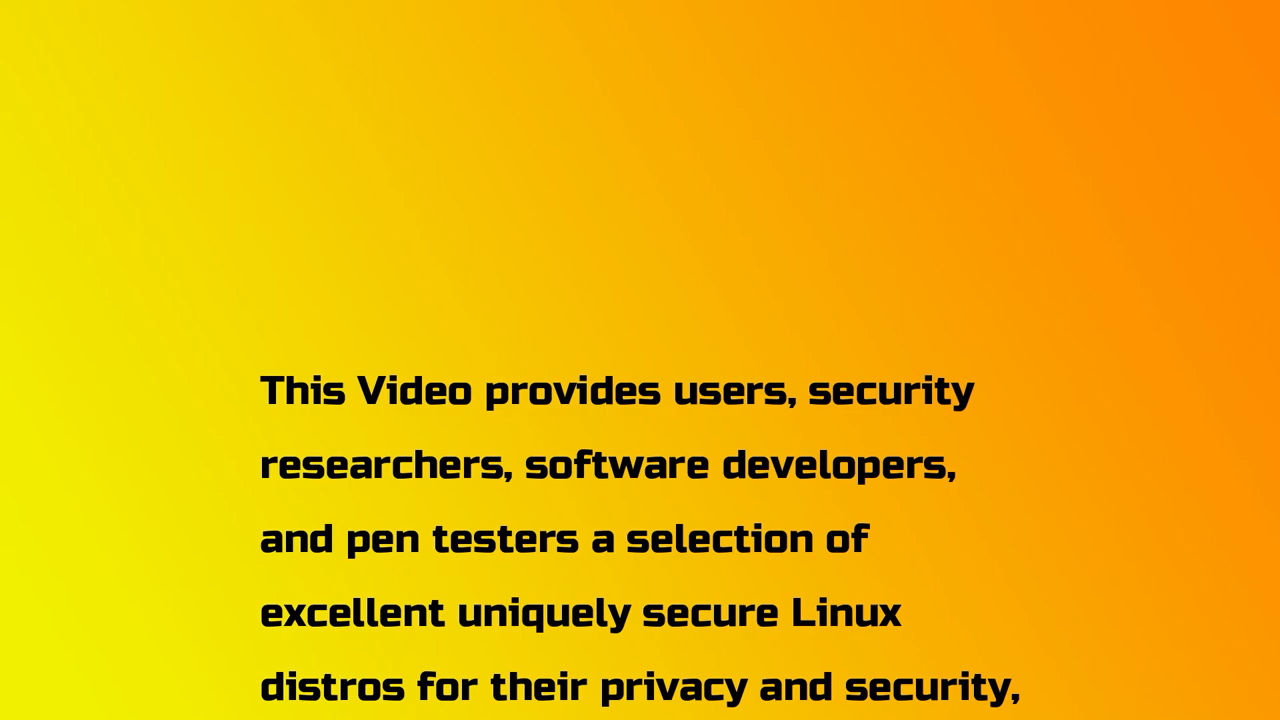 This Video provides users, security
researchers, software developers,
and pen testers a selection of
excellent uniquely secure Linux
distros for their privacy and security,